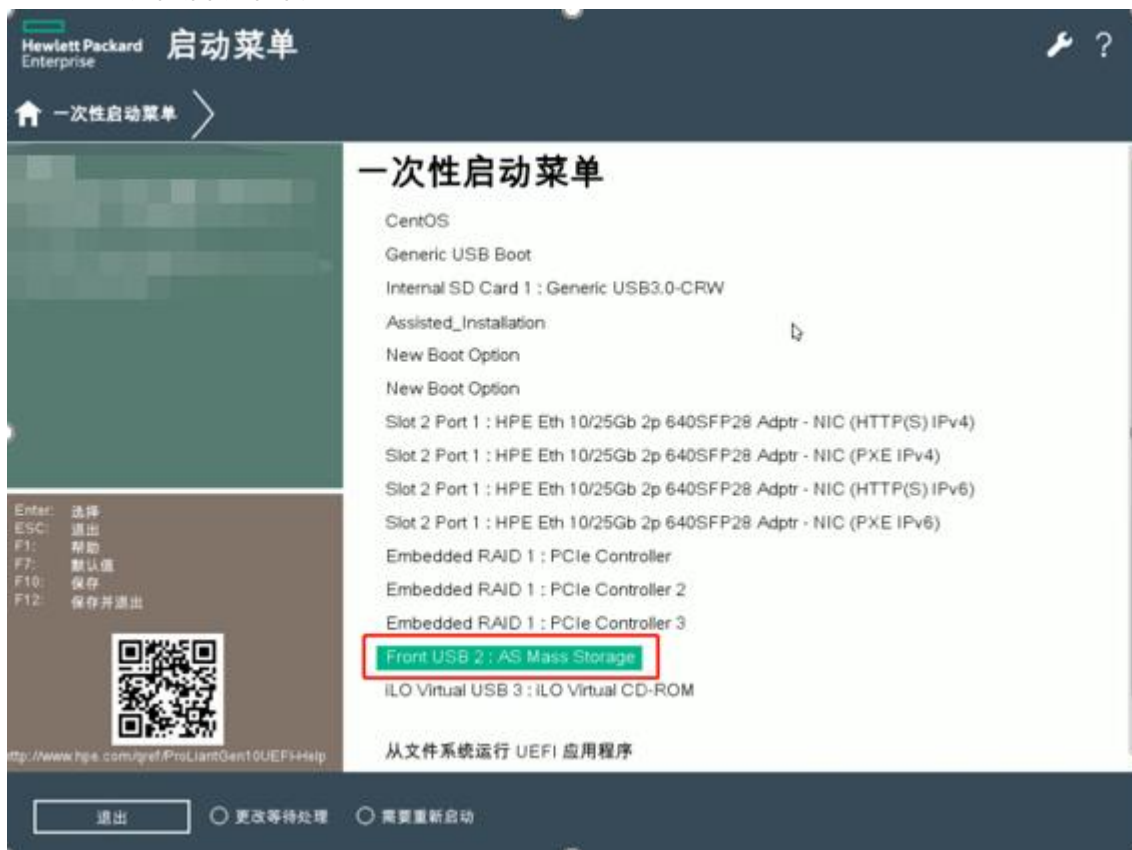 Hewlett Packard
Enterprise
启动菜单
?
一次性启动菜单
一次性启动菜单
CentOS
Generic USB Boot
Internal SD Card 1 : Generic USB3.0-CRW
Assisted_Installation
New Boot Option
New Boot Option
Slot 2 Port 1 : HPE Eth 10/25Gb 2p 640SFP28 Adptr - NIC (HTTP(S) IPv4)
Slot 2 Port 1 : HPE Eth 10/25Gb 2p 640SFP28 Adptr - NIC (PXE IPv4)
Slot 2 Port 1 : HPE Eth 10/25Gb 2p 640SFP28 Adptr - NIC (HTTP(S) IPv6)
Slot 2 Port 1 : HPE Eth 10/25Gb 2p 640SFP28 Adptr - NIC (PXE IPv6)
Embedded RAID 1 : PCIe Controller
Embedded RAID 1 : PCIe Controller 2
Embedded RAID 1 : PCIe Controller 3
Front USB 2 : AS Mass Storage
iLO Virtual USB 3 : iLO Virtual CD-ROM
从文件系统运行 UEFI 应用程序
Enter: 选择
ESC: 退出
F1: 帮助
F7: 默认值
F10: 保存
F12: 保存并退出
ttp://www.hpe.com/qref/ProLiantGen10UEFI-Help
退出
更改等待处理
需要重新启动